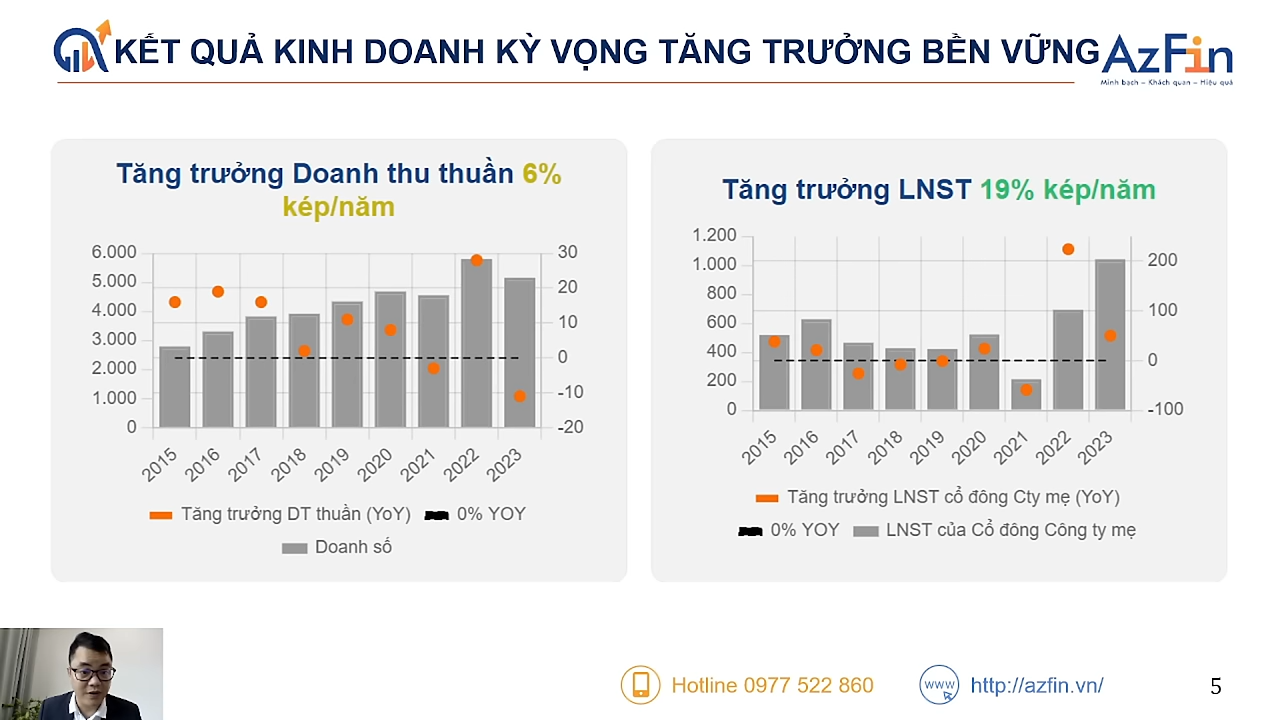 KẾT QUẢ KINH DOANH KỲ VỌNG TĂNG TRƯỞNG BỀN VỮNG
AzFin
Minh bạch – Khách quan – Hiệu quả
Tăng trưởng Doanh thu thuần 6%
kép/năm
6.000
5.000
4.000
3.000
2.000
1.000
0
30
20
10
0
-10
-20
2015
2016
2017
2018
2019
2020
2021
2022
2023
Tăng trưởng DT thuần (YoY)
0% YOY
Doanh số
Tăng trưởng LNST 19% kép/năm
1.200
1.000
800
600
400
200
0
200
100
0
-100
2015
2016
2017
2018
2019
2020
2021
2022
2023
Tăng trưởng LNST cổ đông Cty mẹ (YoY)
0% YOY
LNST của Cổ đông Công ty mẹ
Hotline 0977 522 860
www
http://azfin.vn/
5